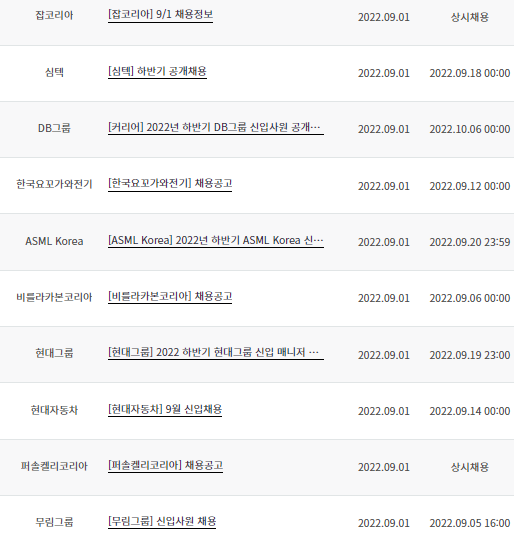 잡코리아 [잡코리아] 9/1 채용정보 2022.09.01 상시채용
심텍 [심텍] 하반기 공개채용 2022.09.01 2022.09.18 00:00
DB그룹 [커리어] 2022년 하반기 DB그룹 신입사원 공개··· 2022.09.01 2022.10.06 00:00
한국요꼬가와전기 [한국요꼬가와전기] 채용공고 2022.09.01 2022.09.12 00:00
ASML Korea [ASML Korea] 2022년 하반기 ASML Korea 신··· 2022.09.01 2022.09.20 23:59
비를라카본코리아 [비를라카본코리아] 채용공고 2022.09.01 2022.09.06 00:00
현대그룹 [현대그룹] 2022 하반기 현대그룹 신입 매니저 ··· 2022.09.01 2022.09.19 23:00
현대자동차 [현대자동차] 9월 신입채용 2022.09.01 2022.09.14 00:00
퍼솔켈리코리아 [퍼솔켈리코리아] 채용공고 2022.09.01 상시채용
무림그룹 [무림그룹] 신입사원 채용 2022.09.01 2022.09.05 16:00